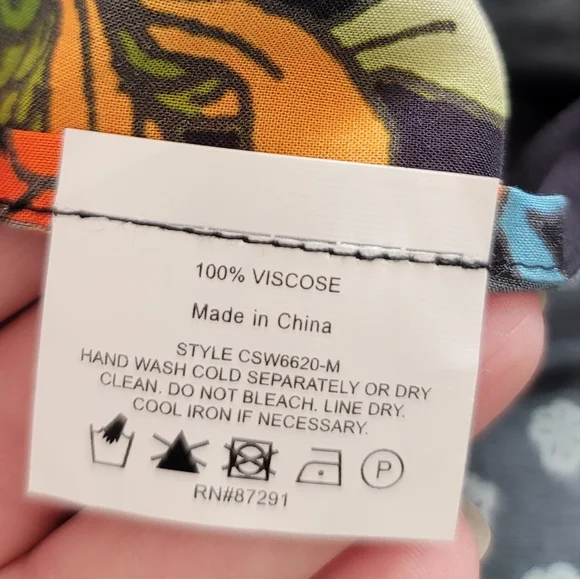 100% VISCOSE
Made in China
STYLE CSW6620-M
HAND WASH COLD SEPARATELY OR DRY
CLEAN. DO NOT BLEACH. LINE DRY.
COOL IRON IF NECESSARY.
P
RN#87291